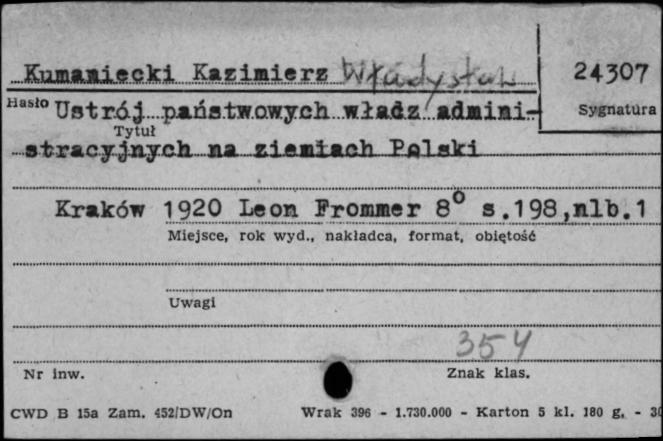 Kumaniecki Kazimierz Władysław 24307
Hasło Ustrój państwowych władz admini- Sygnatura
Tytuł
stracyjnych na ziemiach Polski
Kraków 1920 Leon Frommer 8° s.198,nlb.1
Miejsce, rok wyd., nakładca, format, objętość
Uwagi
354
Nr inw. Znak klas.
CWD B 15a Zam. 452/DW/On Wrak 396 - 1.730.000 - Karton 5 kl. 180 g. - 30